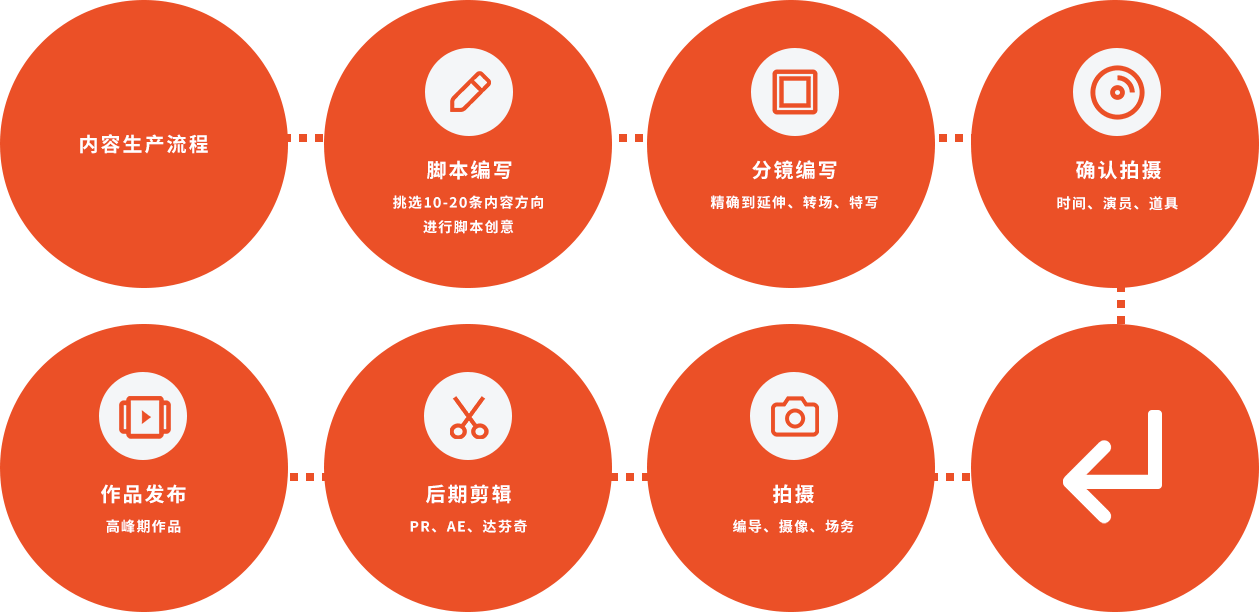 内容生产流程
脚本编写
挑选10-20条内容方向
进行脚本创意
分镜编写
精确到延伸、转场、特写
确认拍摄
时间、演员、道具
作品发布
高峰期作品
后期剪辑
PR、AE、达芬奇
拍摄
编导、摄像、场务